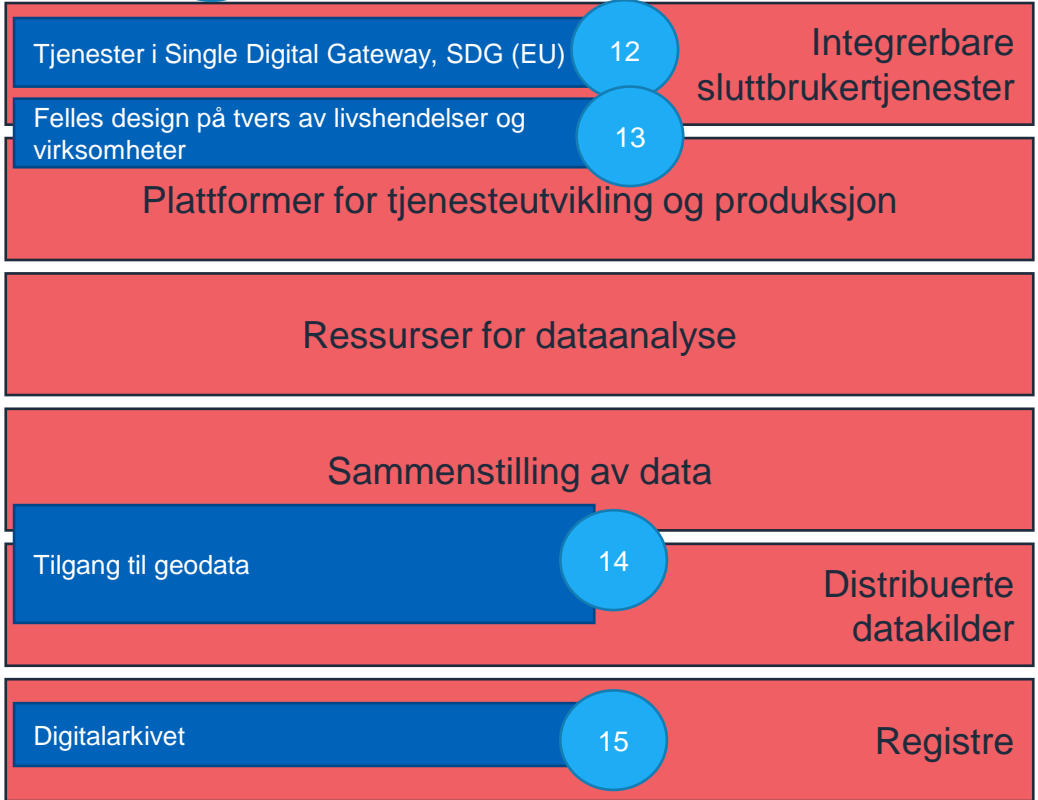 Tjenester i Single Digital Gateway, SDG (EU)
12
Integrerbare
sluttbrukertjenester
Felles design på tvers av livshendelser og
virksomheter
13
Plattformer for tjenesteutvikling og produksjon
Ressurser for dataanalyse
Sammenstilling av data
Tilgang til geodata
14
Distribuerte
datakilder
Digitalarkivet
15
Registre